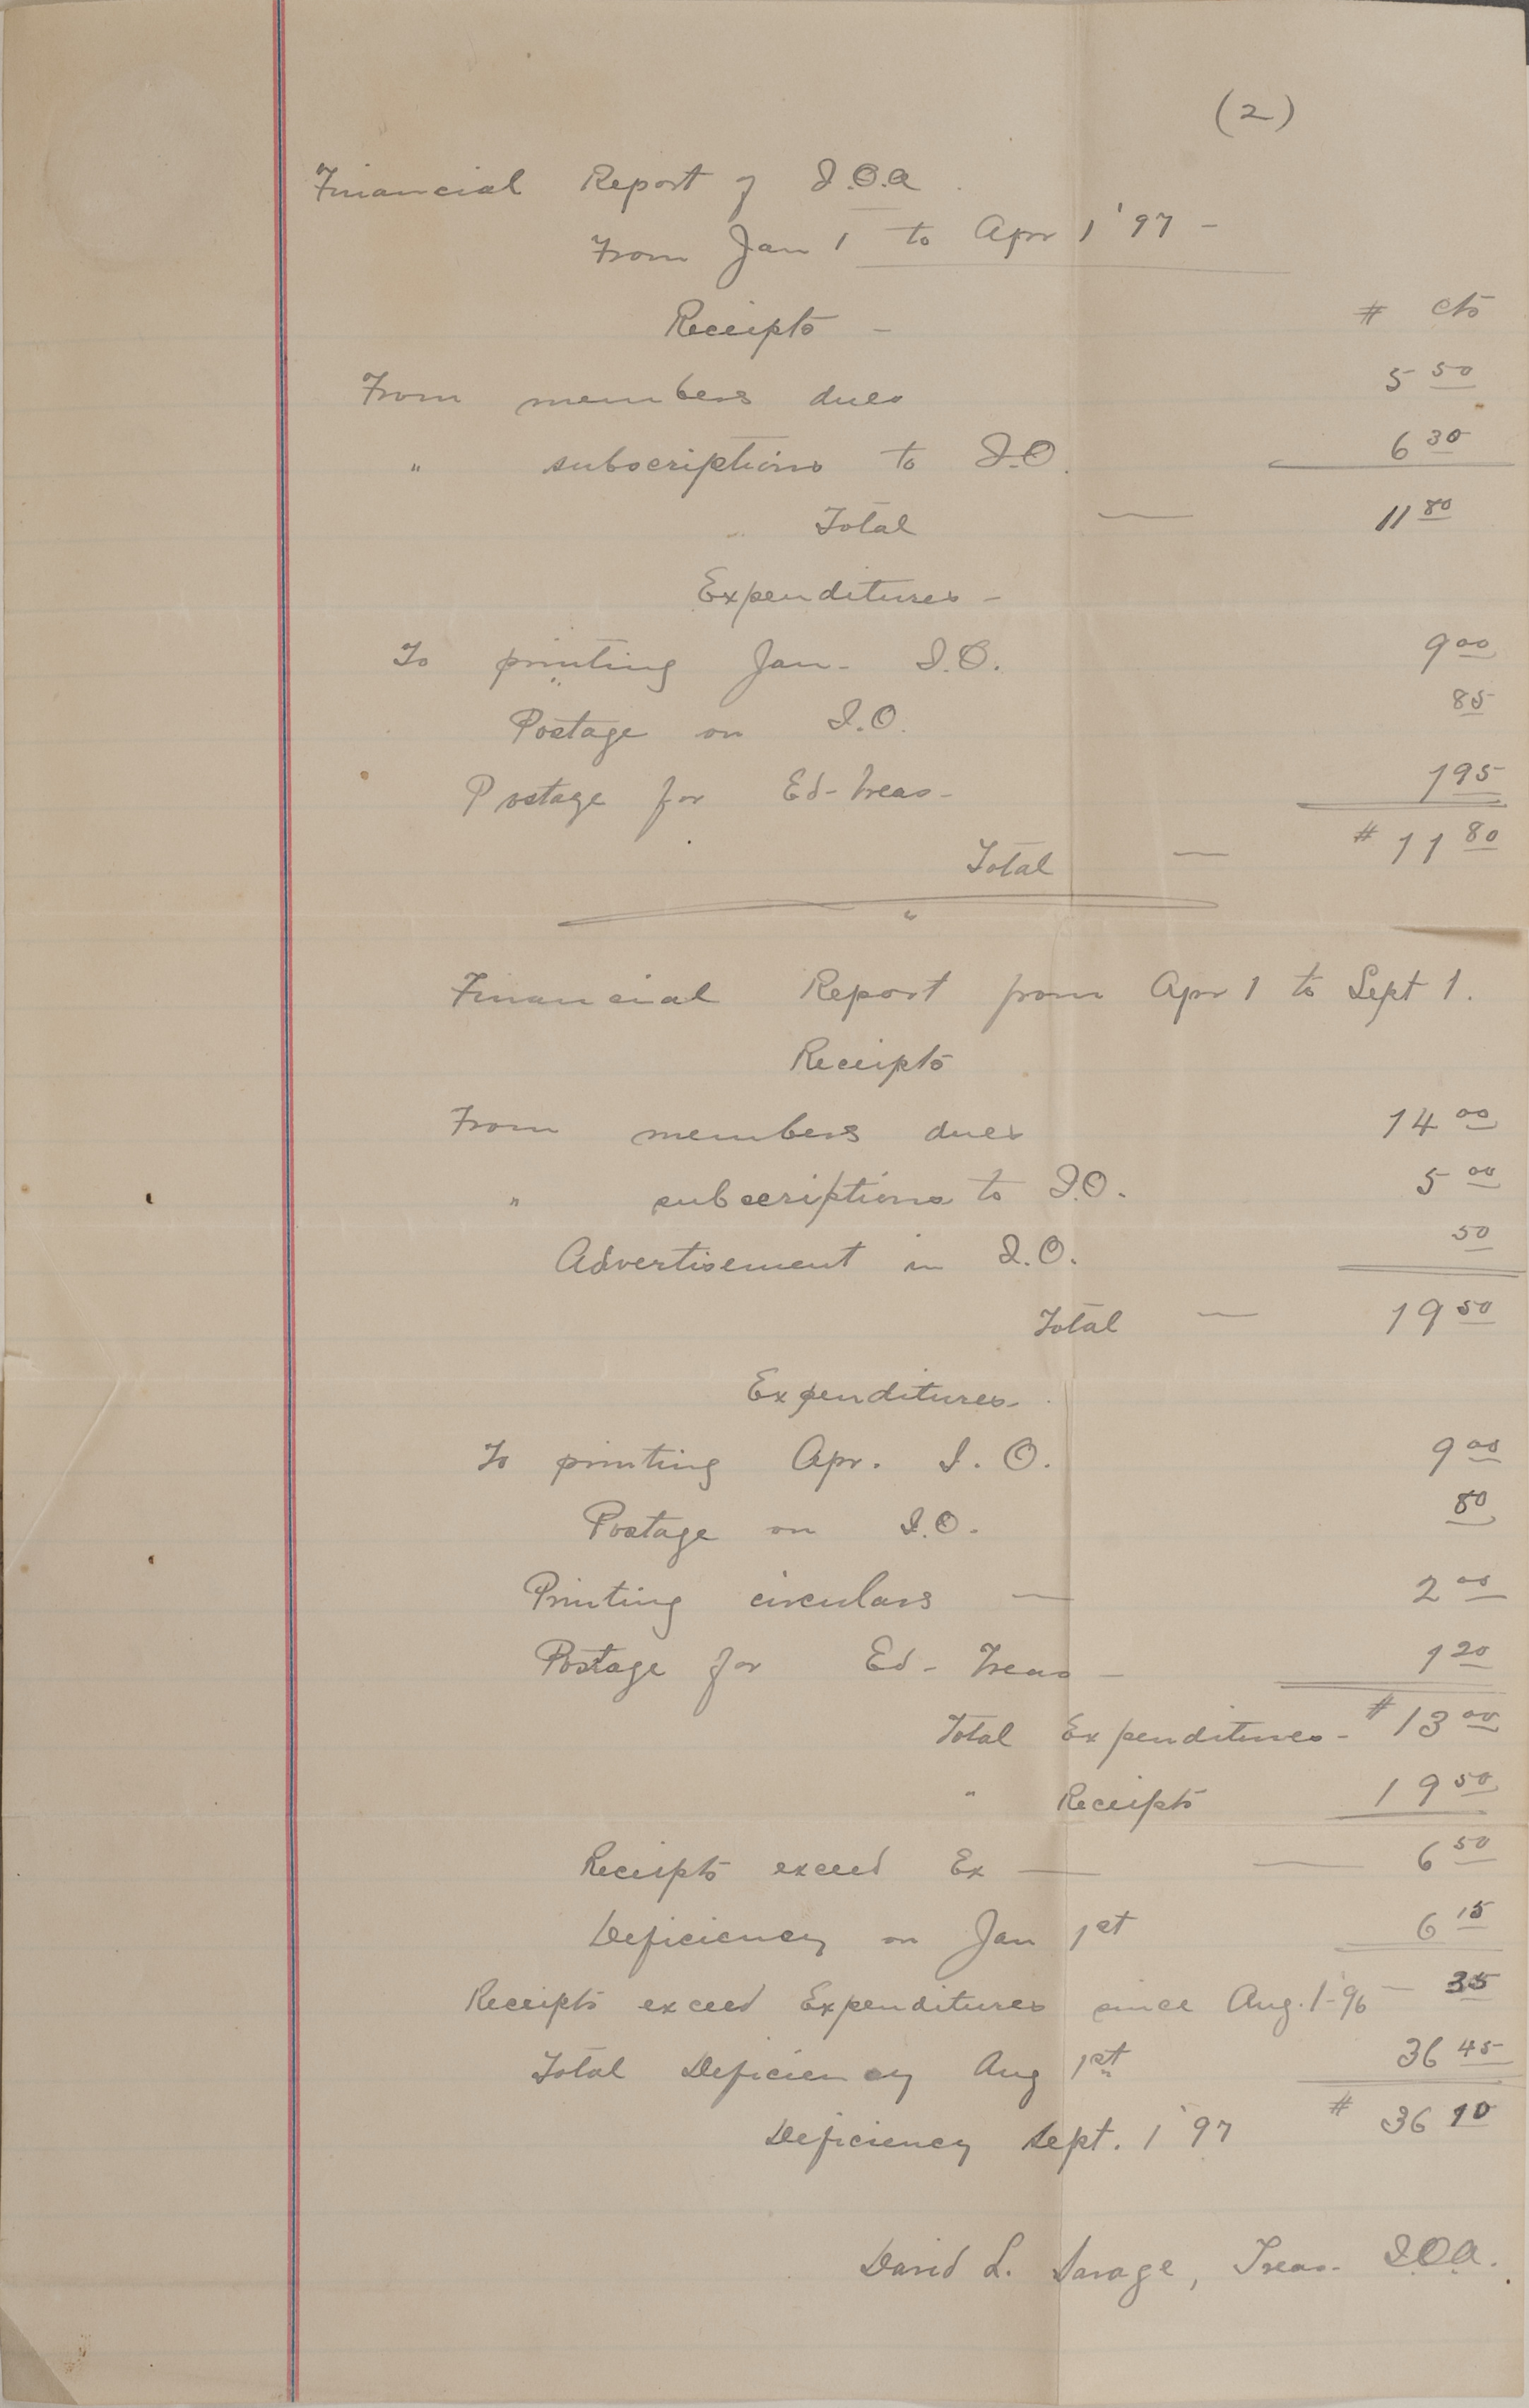 (2)
Financial Report of I.O.A.
From Jan 1 to Apr 1 '97 -
Receipts - # cts
From members dues 5 50
" subscriptions to I.O. 6 30
Total — 11 80
Expenditures -
To printing Jan- I.O. 9 00
Postage on I.O. 85
Postage for Ed-Treas- 1 95
Total — # 11 80
Financial Report from Apr 1 to Sept 1.
Receipts
From members dues 14 00
" subscriptions to I.O. 5 00
Advertisement in I.O. 50
Total — 19 50
Expenditures-
To printing Apr. I.O. 9 00
Postage on I.O. 80
Printing circulars — 2 00
Postage for Ed- Treas - 1 20
Total Expenditures- # 13 00
" Receipts 19 50
Receipts exceed Ex — — 6 50
Deficiency on Jan 1st 6 15
Receipts exceed Expenditures since Aug. 1-96 — 35
Total Deficiency Aug 1st 36 45
Deficiency Sept. 1 '97 # 36 10
David L. Savage, Treas- I.O.A.